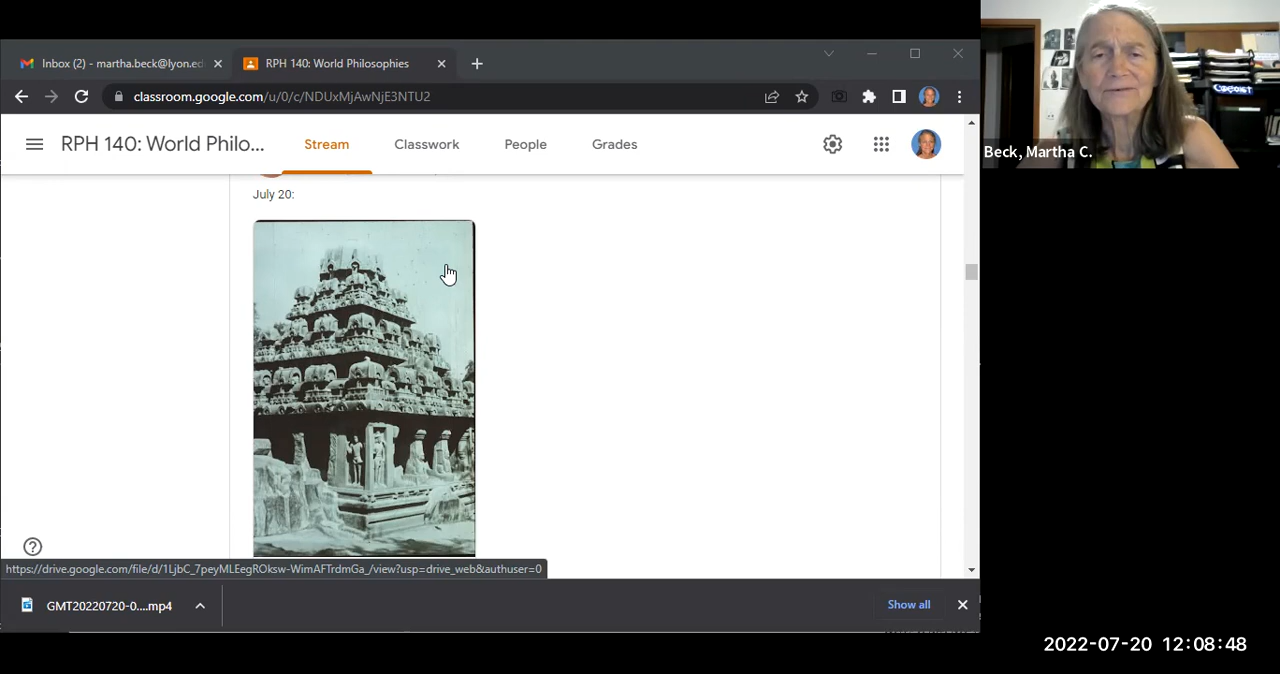 Inbox (2) - martha.beck@lyon.ed
RPH 140: World Philosophies
classroom.google.com/u/0/c/NDUxMjAwNjE3NTU2
RPH 140: World Philo...
Stream
Classwork
People
Grades
July 20:
https://drive.google.com/file/d/1LjbC_7peyMLEegROksw-WimAFTrdmGa_/view?usp=drive_web&authuser=0
GMT20220720-0....mp4
Show all
Coexist
Beck, Martha C.
2022-07-20 12:08:48